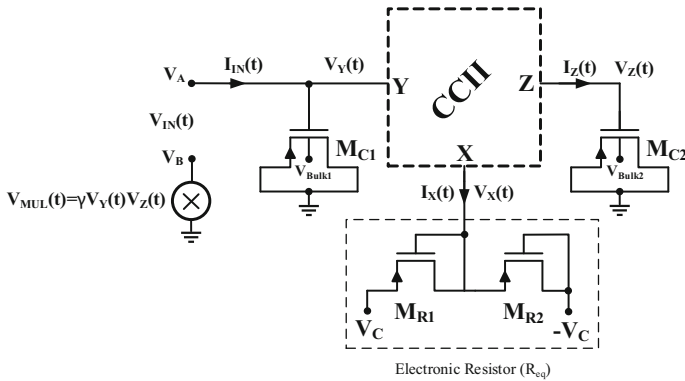 V_A I_IN(t) V_Y(t) Y CCII Z I_Z(t) V_Z(t)
V_IN(t) M_C1 M_C2
V_B X V_Bulk1 V_Bulk2
V_MUL(t)=γV_Y(t)V_Z(t) I_X(t) V_X(t)
M_R1 M_R2
V_C -V_C
Electronic Resistor (R_eq)